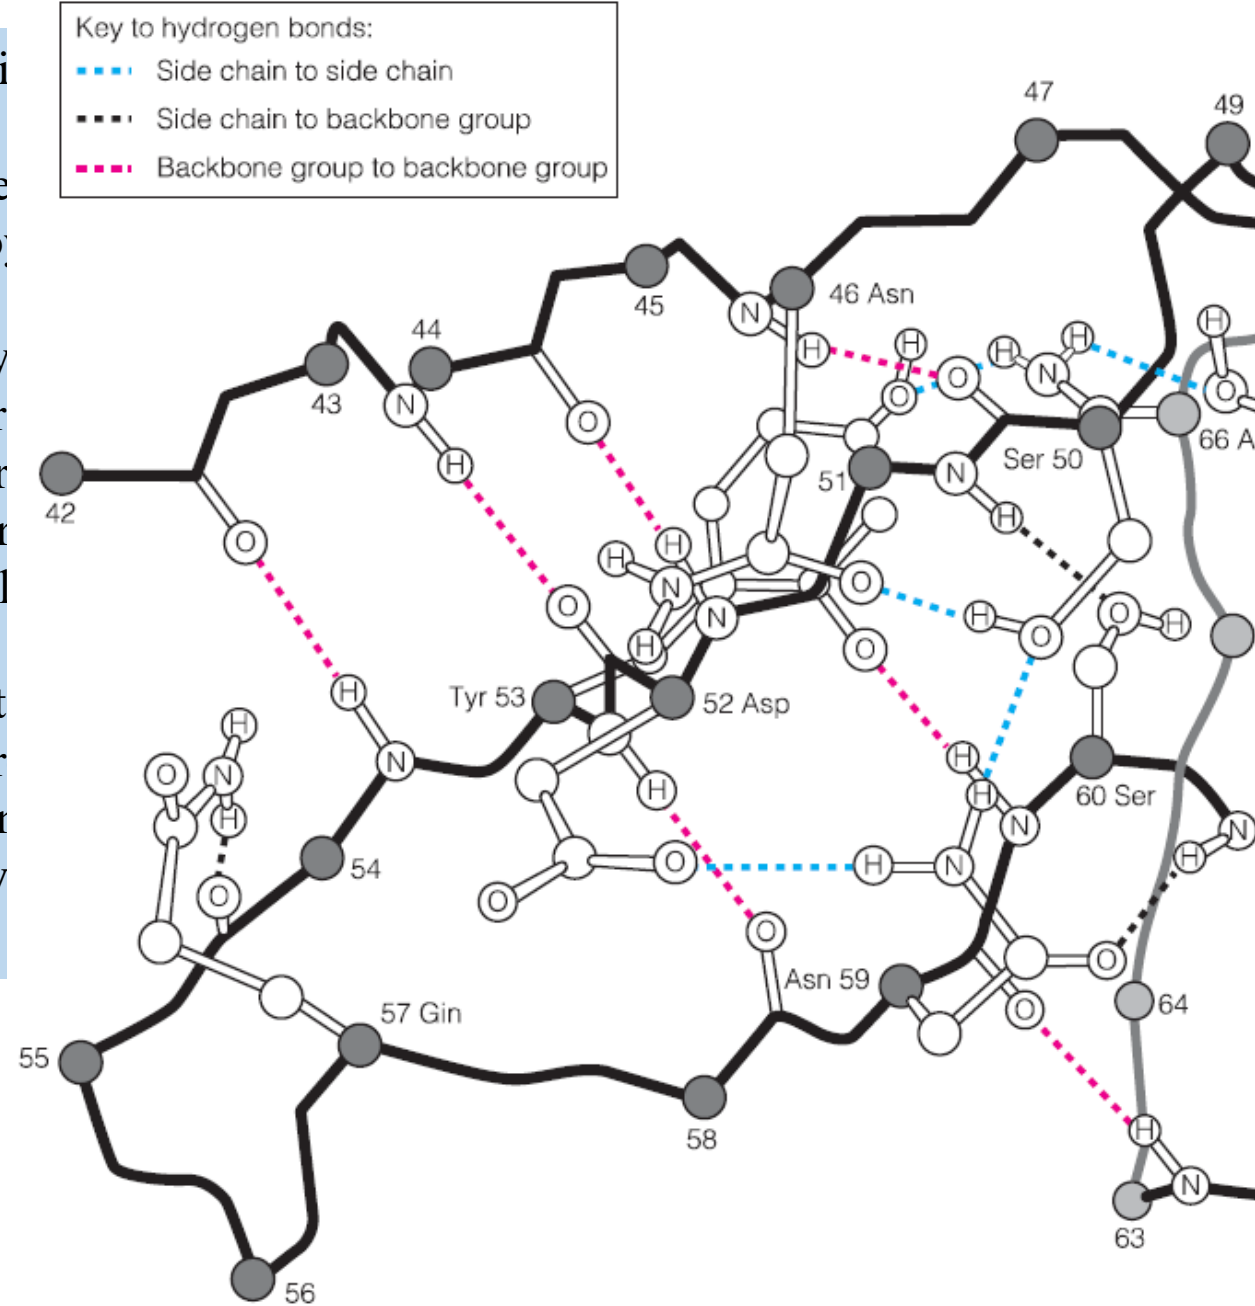 Key to hydrogen bonds:
Side chain to side chain
Side chain to backbone group
Backbone group to backbone group
47
49
45
46 Asn
N
H
H
H
H
H
44
N
O
O
O
43
N
O
66 A
Ser 50
51
N
H
42
H
O
H
O
H
N
O
H
O
O
H
N
H
O
O
Tyr 53
52 Asp
H
H
H
O
N
N
H
H
H
60 Ser
N
N
H
O
H
N
H
54
O
O
O
Asn 59
O
O
64
57 Gin
55
58
H
N
63
56